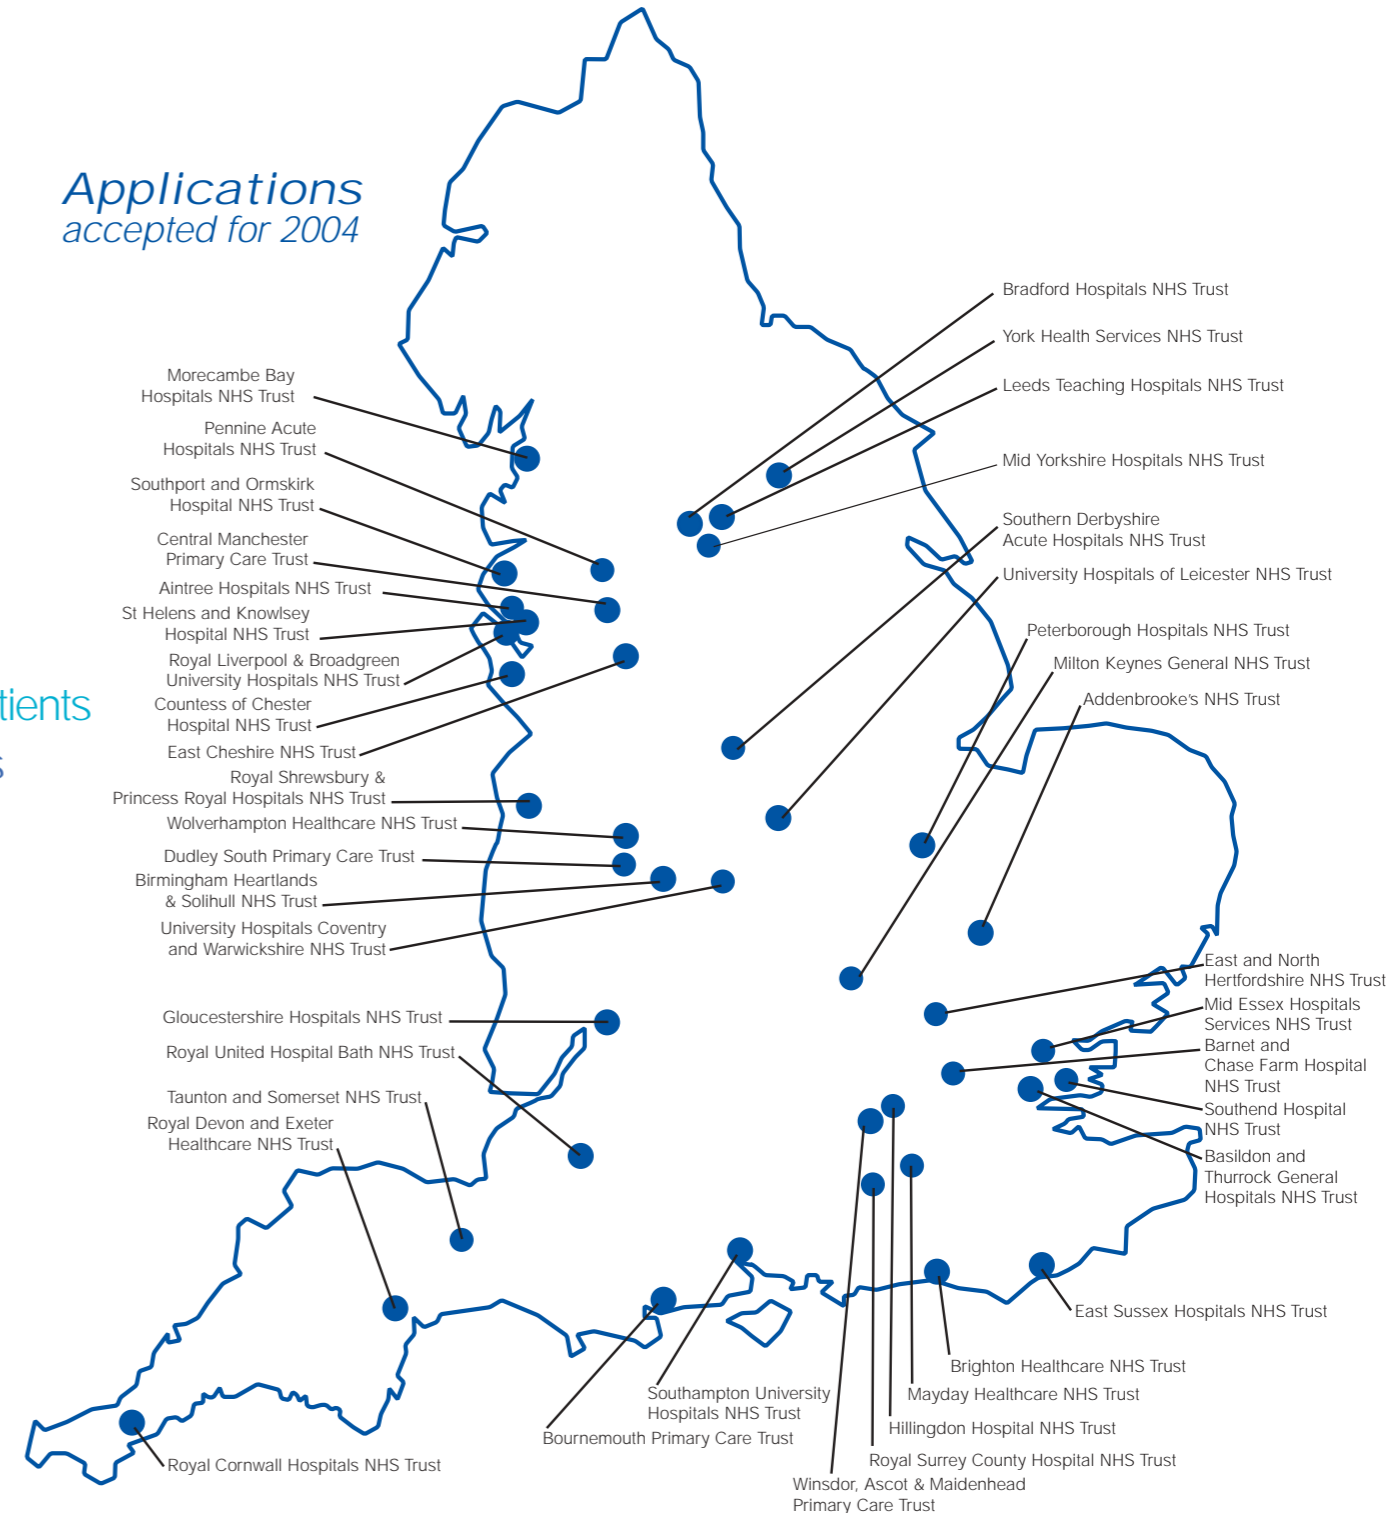 Applications
accepted for 2004
Bradford Hospitals NHS Trust
York Health Services NHS Trust
Leeds Teaching Hospitals NHS Trust
Mid Yorkshire Hospitals NHS Trust
Southern Derbyshire
Acute Hospitals NHS Trust
University Hospitals of Leicester NHS Trust
Peterborough Hospitals NHS Trust
Milton Keynes General NHS Trust
Addenbrooke's NHS Trust
Morecambe Bay
Hospitals NHS Trust
Pennine Acute
Hospitals NHS Trust
Southport and Ormskirk
Hospital NHS Trust
Central Manchester
Primary Care Trust
Aintree Hospitals NHS Trust
St Helens and Knowlsey
Hospital NHS Trust
Royal Liverpool & Broadgreen
University Hospitals NHS Trust
Countess of Chester
Hospital NHS Trust
East Cheshire NHS Trust
Royal Shrewsbury &
Princess Royal Hospitals NHS Trust
Wolverhampton Healthcare NHS Trust
Dudley South Primary Care Trust
Birmingham Heartlands
& Solihull NHS Trust
University Hospitals Coventry
and Warwickshire NHS Trust
Gloucestershire Hospitals NHS Trust
Royal United Hospital Bath NHS Trust
Taunton and Somerset NHS Trust
Royal Devon and Exeter
Healthcare NHS Trust
tients
s
East and North
Hertfordshire NHS Trust
Mid Essex Hospitals
Services NHS Trust
Barnet and
Chase Farm Hospital
NHS Trust
Southend Hospital
NHS Trust
Basildon and
Thurrock General
Hospitals NHS Trust
East Sussex Hospitals NHS Trust
Brighton Healthcare NHS Trust
Mayday Healthcare NHS Trust
Hillingdon Hospital NHS Trust
Royal Surrey County Hospital NHS Trust
Winsdor, Ascot & Maidenhead
Primary Care Trust
Southampton University
Hospitals NHS Trust
Bournemouth Primary Care Trust
Royal Cornwall Hospitals NHS Trust